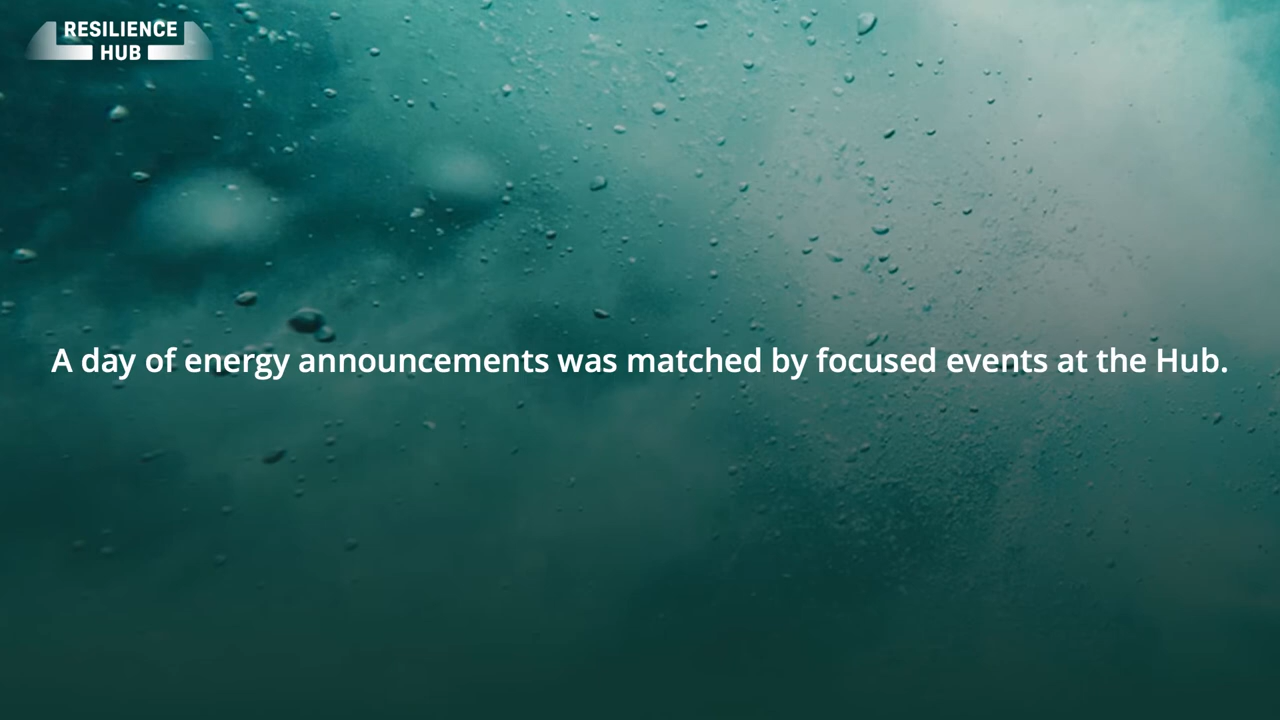 RESILIENCE
HUB
A day of energy announcements was matched by focused events at the Hub.